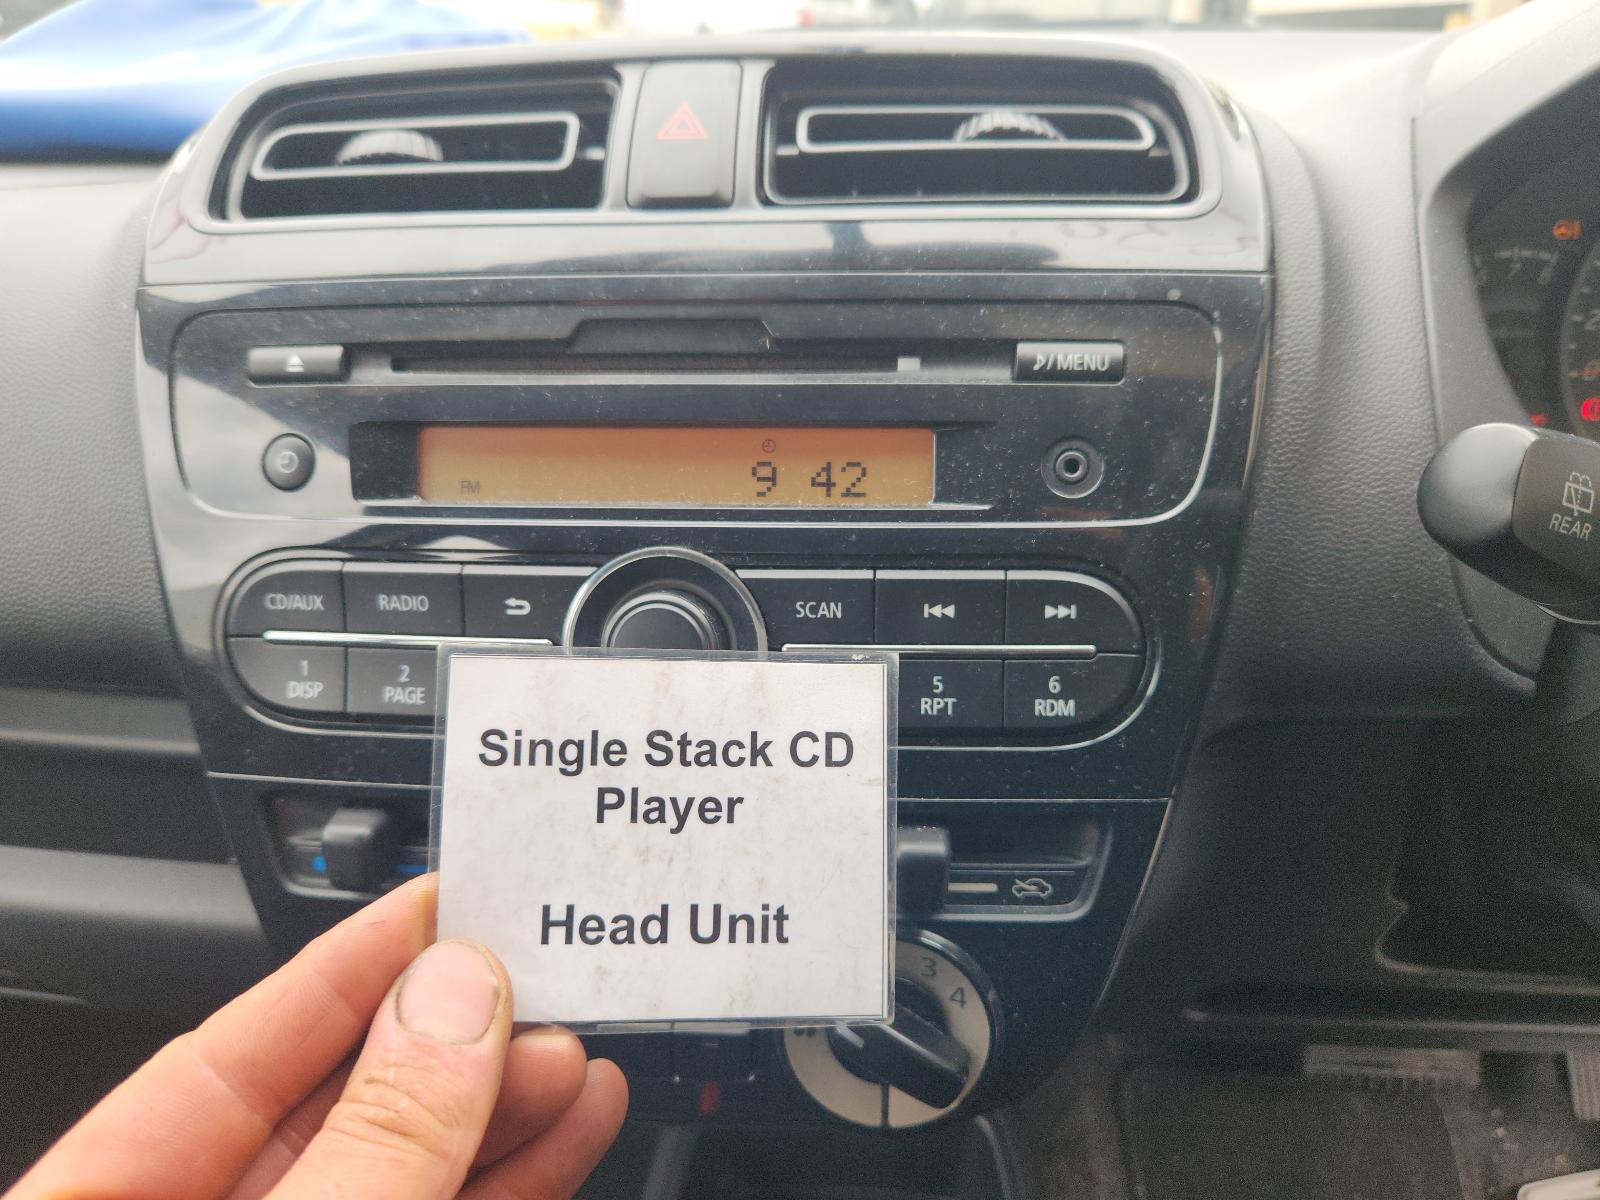 ♪/MENU
FM
9 42
CD/AUX
RADIO
SCAN
1
DISP
2
PAGE
5
RPT
6
RDM
Single Stack CD
Player
Head Unit
3
4
REAR
7